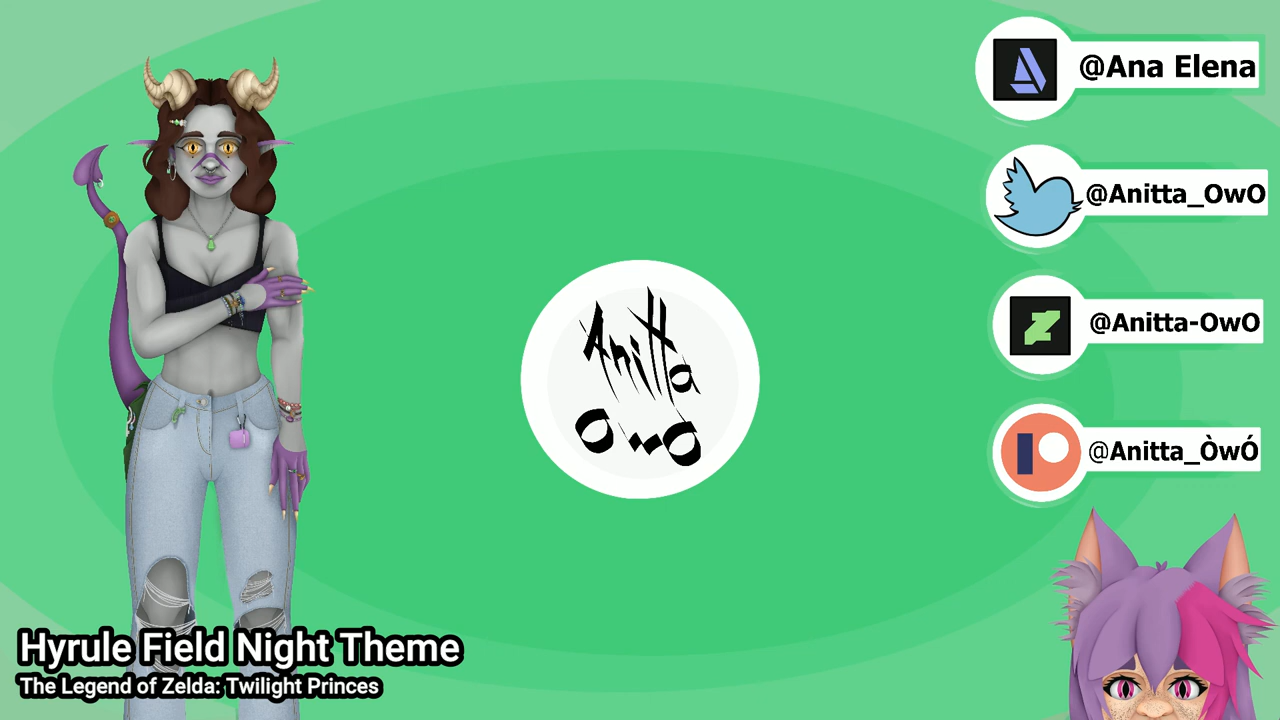 @Ana Elena
@Anitta_OwO
Anitta
OwO
@Anitta-OwO
@Anitta_ÒwÓ
Hyrule Field Night Theme
The Legend of Zelda: Twilight Princes